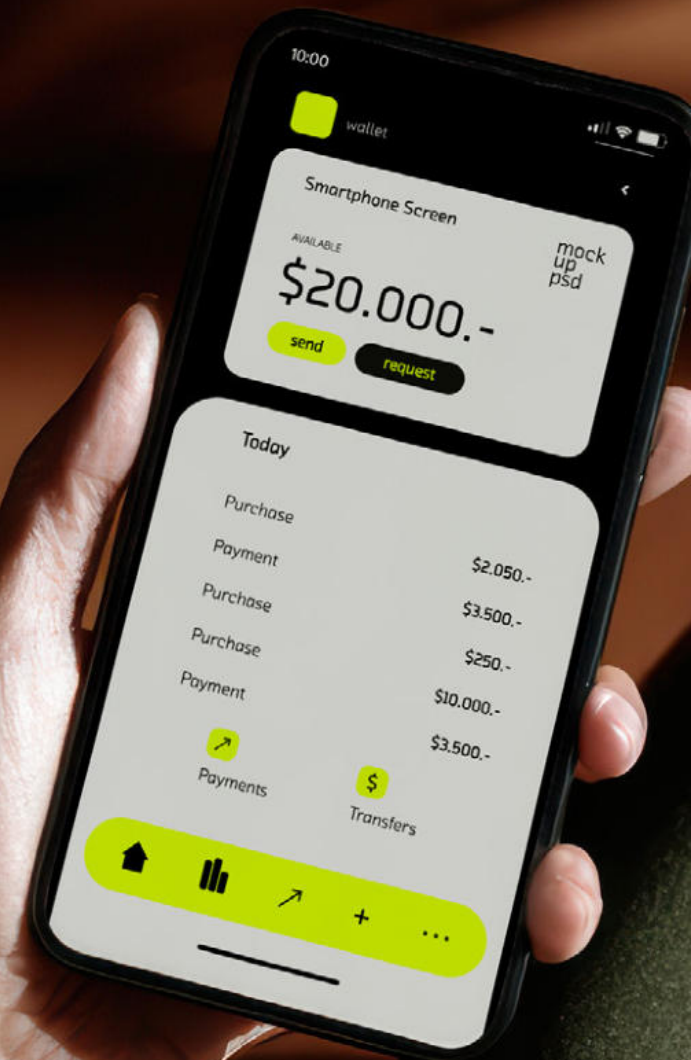 10:00
wallet
Smartphone Screen
mock
up
psd
AVAILABLE
$20.000.-
send
request
Today
Purchase $2.050.-
Payment $3.500.-
Purchase $250.-
Purchase $10.000.-
Payment $3.500.-
Payments
$
Transfers